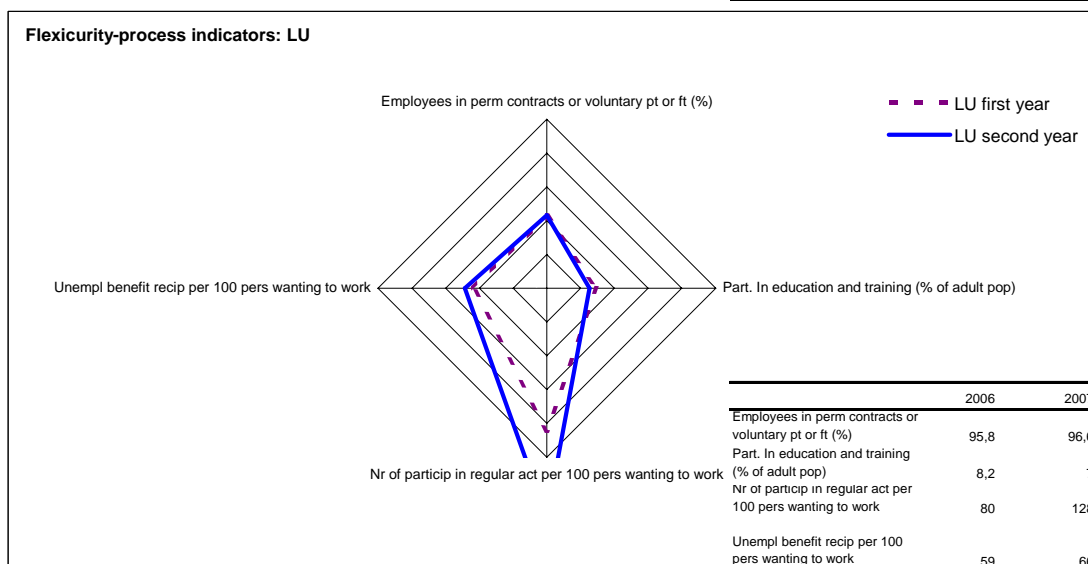 Flexicurity-process indicators: LU
Employees in perm contracts or voluntary pt or ft (%)
LU first year
LU second year
Unempl benefit recip per 100 pers wanting to work
Part. In education and training (% of adult pop)
Nr of particip in regular act per 100 pers wanting to work
2006 2007
Employees in perm contracts or
voluntary pt or ft (%) 95,8 96,
Part. In education and training
(% of adult pop) 8,2
Nr of particip in regular act per
100 pers wanting to work 80 128
Unempl benefit recip per 100
pers wanting to work 59 66